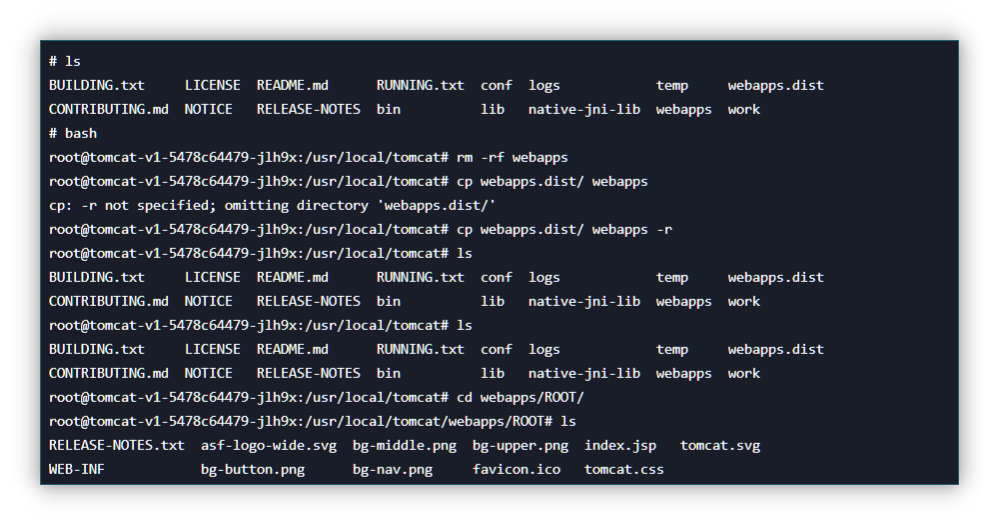 # ls
BUILDING.txt     LICENSE  README.md      RUNNING.txt  conf  logs            temp     webapps.dist
CONTRIBUTING.md  NOTICE   RELEASE-NOTES  bin          lib   native-jni-lib  webapps  work
# bash
root@tomcat-v1-5478c64479-jlh9x:/usr/local/tomcat# rm -rf webapps
root@tomcat-v1-5478c64479-jlh9x:/usr/local/tomcat# cp webapps.dist/ webapps
cp: -r not specified; omitting directory 'webapps.dist/'
root@tomcat-v1-5478c64479-jlh9x:/usr/local/tomcat# cp webapps.dist/ webapps -r
root@tomcat-v1-5478c64479-jlh9x:/usr/local/tomcat# ls
BUILDING.txt     LICENSE  README.md      RUNNING.txt  conf  logs            temp     webapps.dist
CONTRIBUTING.md  NOTICE   RELEASE-NOTES  bin          lib   native-jni-lib  webapps  work
root@tomcat-v1-5478c64479-jlh9x:/usr/local/tomcat# ls
BUILDING.txt     LICENSE  README.md      RUNNING.txt  conf  logs            temp     webapps.dist
CONTRIBUTING.md  NOTICE   RELEASE-NOTES  bin          lib   native-jni-lib  webapps  work
root@tomcat-v1-5478c64479-jlh9x:/usr/local/tomcat# cd webapps/ROOT/
root@tomcat-v1-5478c64479-jlh9x:/usr/local/tomcat/webapps/ROOT# ls
RELEASE-NOTES.txt  asf-logo-wide.svg  bg-middle.png  bg-upper.png  index.jsp   tomcat.svg
WEB-INF            bg-button.png      bg-nav.png     favicon.ico   tomcat.css